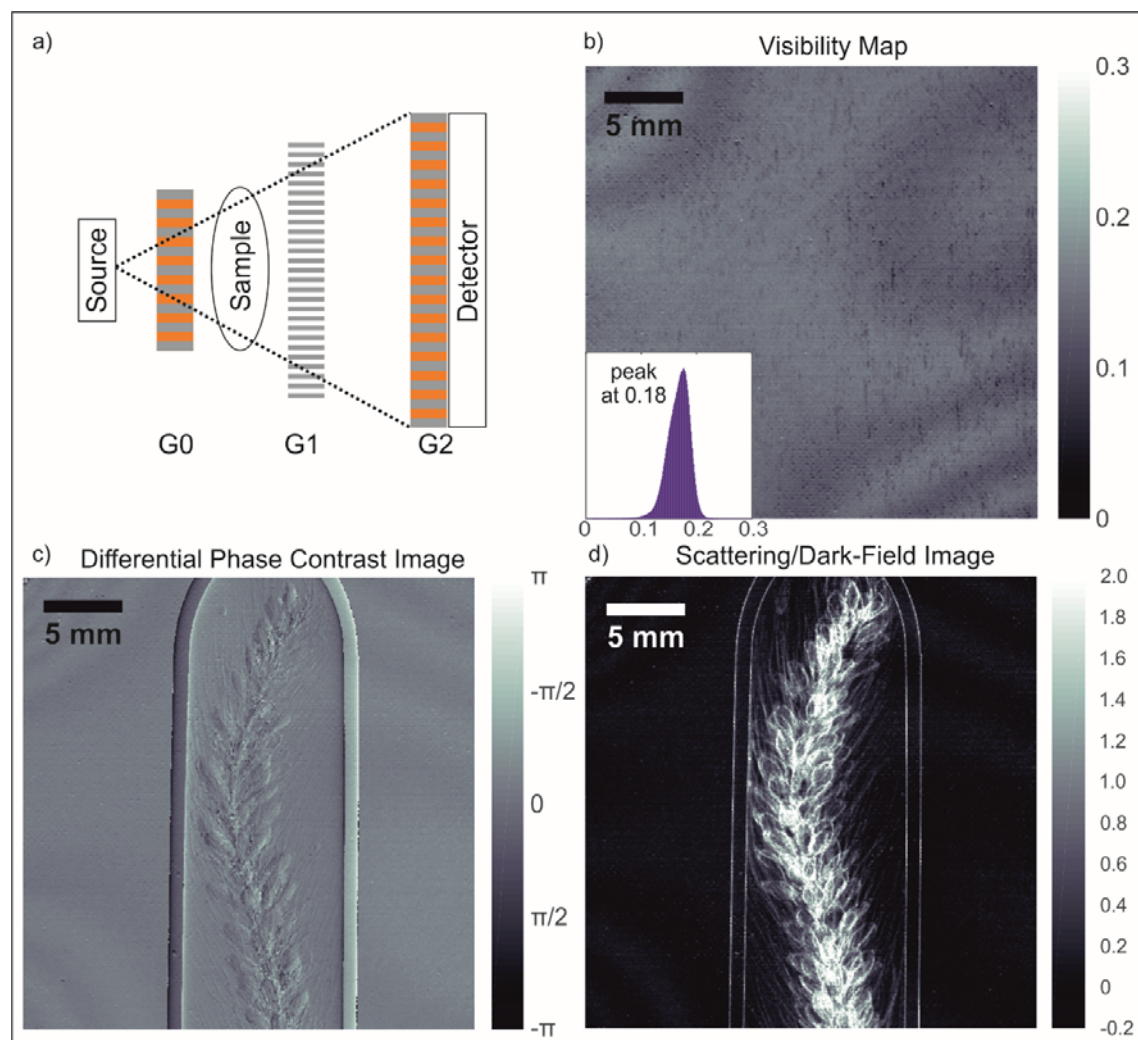 a)
Source
Sample
Detector
G0
G1
G2
b)
Visibility Map
5 mm
0.3
0.2
0.1
0
peak
at 0.18
0
0.1
0.2
0.3
c)
Differential Phase Contrast Image
5 mm
π
-π/2
0
π/2
-π
d)
Scattering/Dark-Field Image
5 mm
2.0
1.8
1.6
1.4
1.2
1.0
0.8
0.6
0.4
0.2
0
-0.2